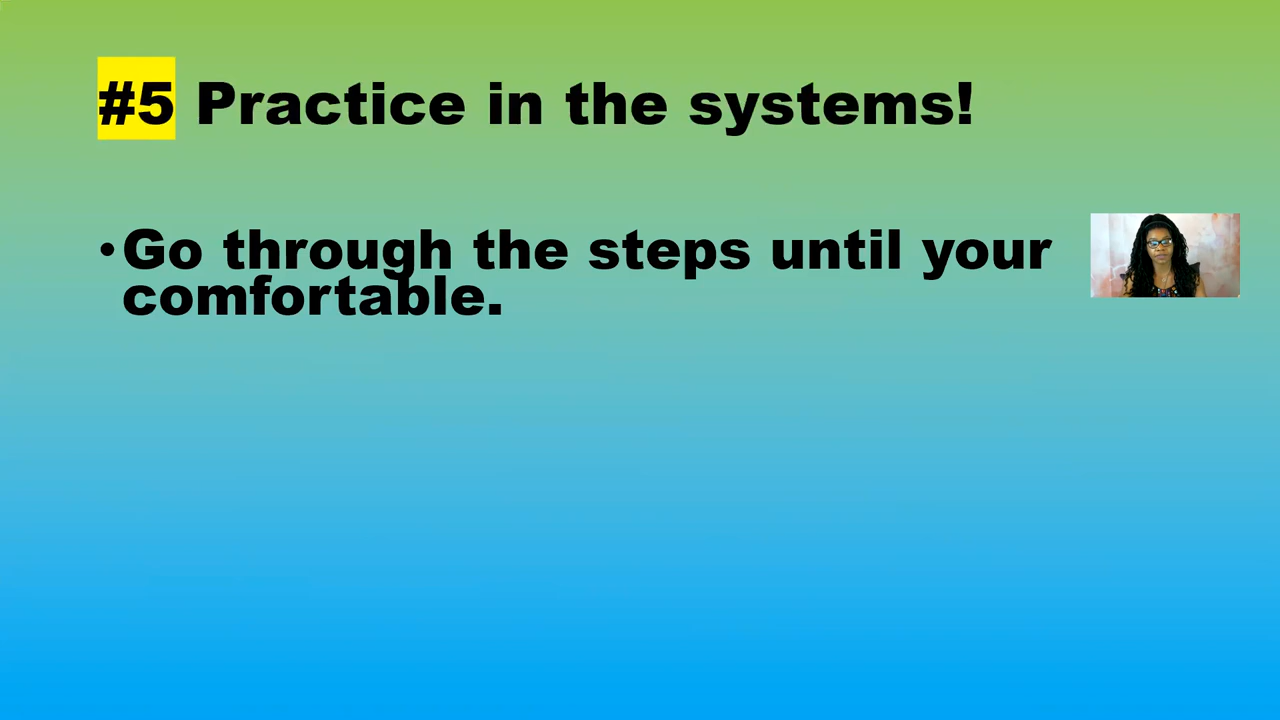 #5 Practice in the systems!
•Go through the steps until your
comfortable.